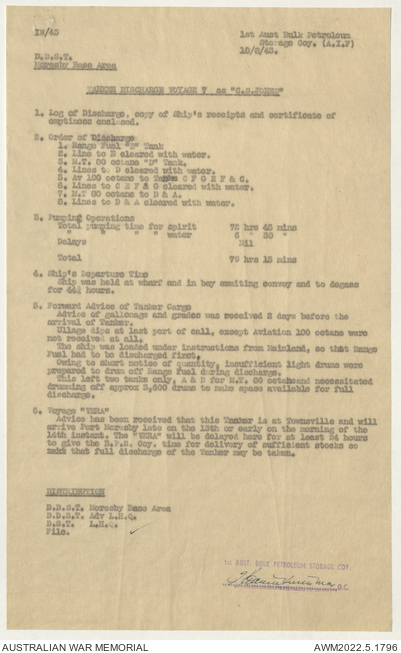 1st Aust Bulk Petroleum
Storage Coy. (A.I.F)
10/8/43.
D.D.S.T.
Moresby Base Area
TANKER DISCHARGE VOYAGE 7 as
1. Log of Discharge, copy of Ship's receipts and certificate of
emptiness enclosed.
2. Order of Discharge
1. Range Fuel "B" Tank
2. Line to B cleared with water.
3. M.T. 80 octane "D" Tank.
4. Line to D cleared with water.
5. Av 100 octane to C F G E F & G.
6. Lines to C E F & G cleared with water.
7. M.T 80 octane to D & A.
8. Lines to D & A cleared with water.
3. Pumping Operations
Total pumping time for spirit 72 hrs 45 mins
" " " " water 6 " 30 "
Delays Nil
Total 79 hrs 15 mins
4. Ship's Departure Time
Ship was held at wharf and in bay awaiting convoy and to degass
for 44½ hours.
5. Forward Advice of Tanker Cargo
Advice of gallonage and grades was received 2 days before the
arrival of Tanker.
Ullage dips at last port of call, except Aviation 100 octane were
not received at all.
The ship was loaded under instructions from Mainland, so that Range
Fuel had to be discharged first.
Owing to short notice of quantity, insufficient light drums were
prepared to drum off Range Fuel during discharge.
This left two tanks only, A & D for M.T. 80 octane and necessitated
drumming off approx 3,600 drums to make space available for full
discharge.
6. Voyage
Advice has been received that this Tanker is at Townsville and will
arrive Port Moresby late on the 13th or early on the morning of the
14th instant. The will be delayed here for at least 24 hours
to give the B.P.S. Coy. time for delivery of sufficient stocks so
that full discharge of the Tanker may be taken.
DISTRIBUTION
D.D.S.T. Moresby Base Area
D.D.S.T. Adv L.H.Q.
D.S.T. L.H.Q.
File.
1st AUST. BULK PETROLEUM STORAGE COY.
O.C.
AUSTRALIAN WAR MEMORIAL
AWM2022.5.1796